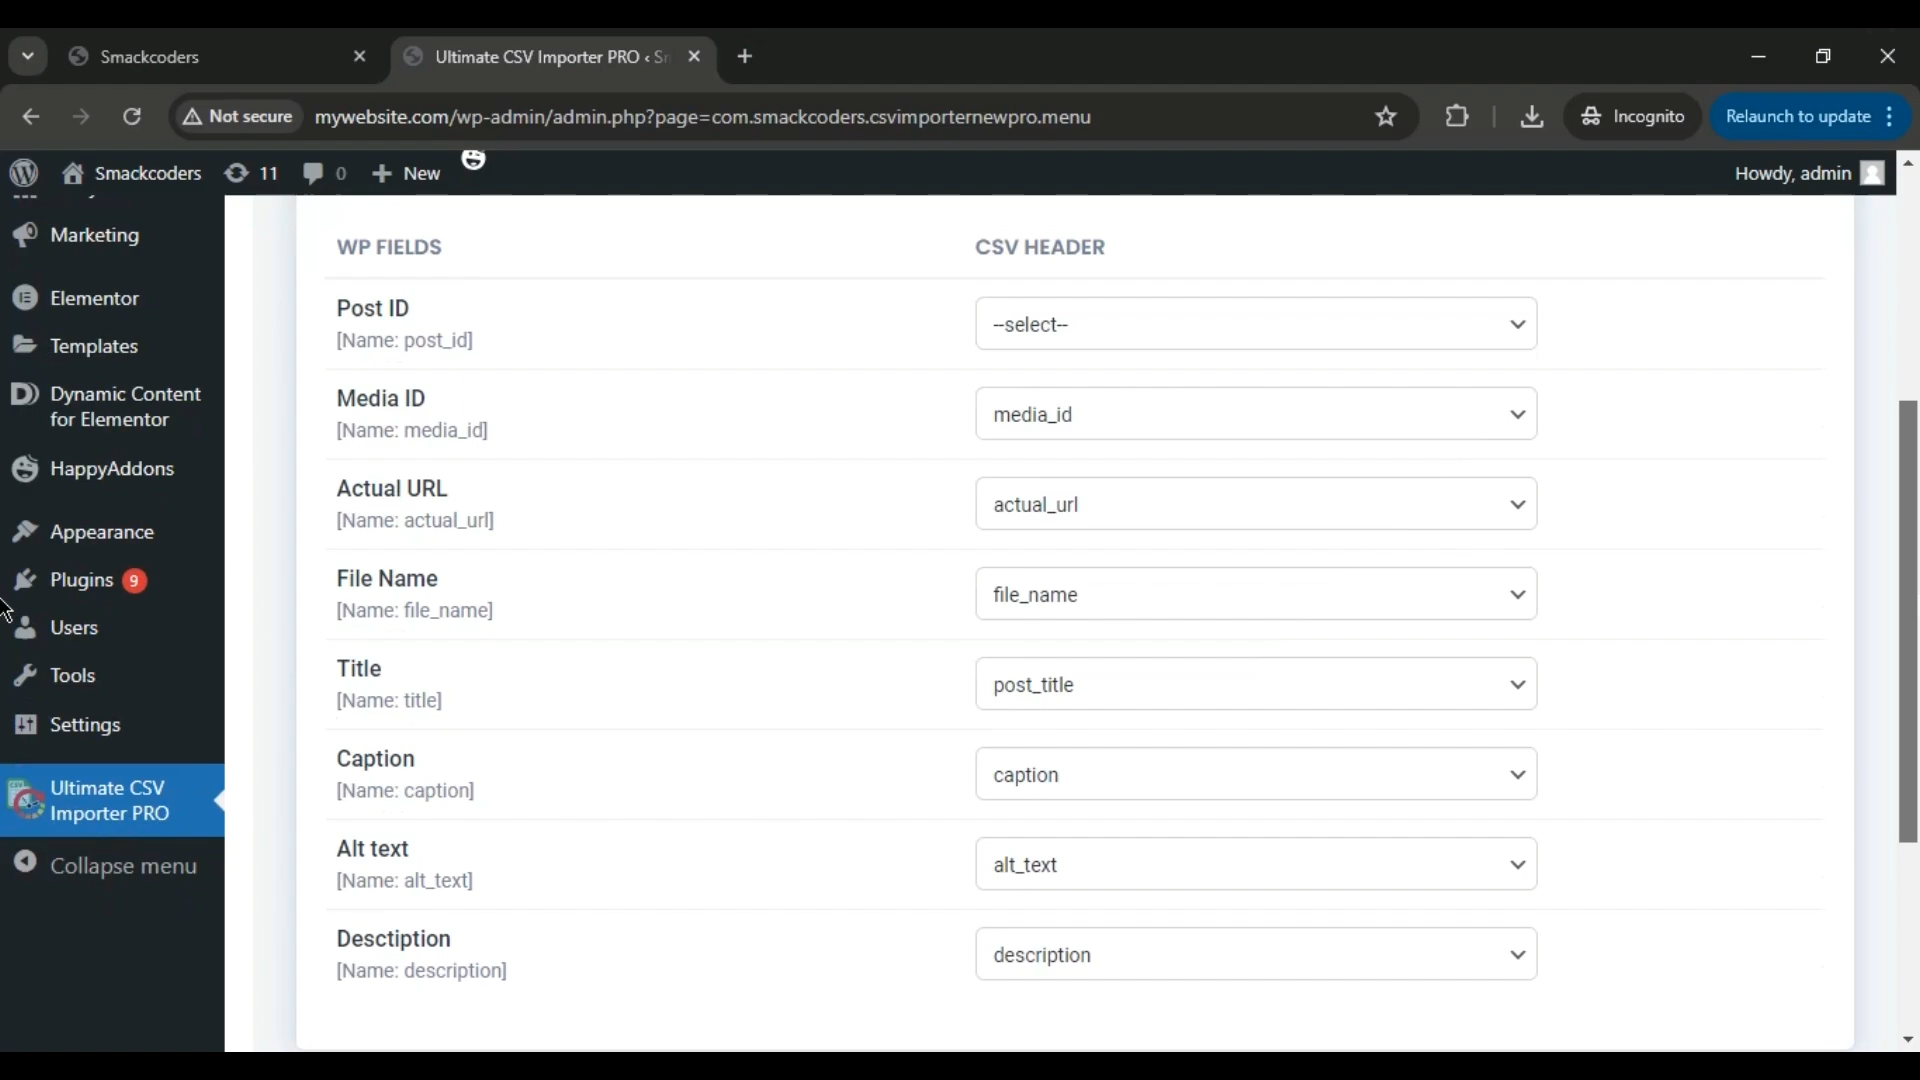 Smackcoders
Ultimate CSV Importer PRO ‹ Sr
Not secure
mywebsite.com/wp-admin/admin.php?page=com.smackcoders.csvimporternewpro.menu
Incognito
Relaunch to update
Smackcoders
11
0
New
Howdy, admin
Marketing
Elementor
Templates
Dynamic Content
for Elementor
HappyAddons
Appearance
Plugins 9
Users
Tools
Settings
Ultimate CSV
Importer PRO
Collapse menu
WP FIELDS
CSV HEADER
Post ID
[Name: post_id]
--select--
Media ID
[Name: media_id]
media_id
Actual URL
[Name: actual_url]
actual_url
File Name
[Name: file_name]
file_name
Title
[Name: title]
post_title
Caption
[Name: caption]
caption
Alt text
[Name: alt_text]
alt_text
Desctiption
[Name: description]
description